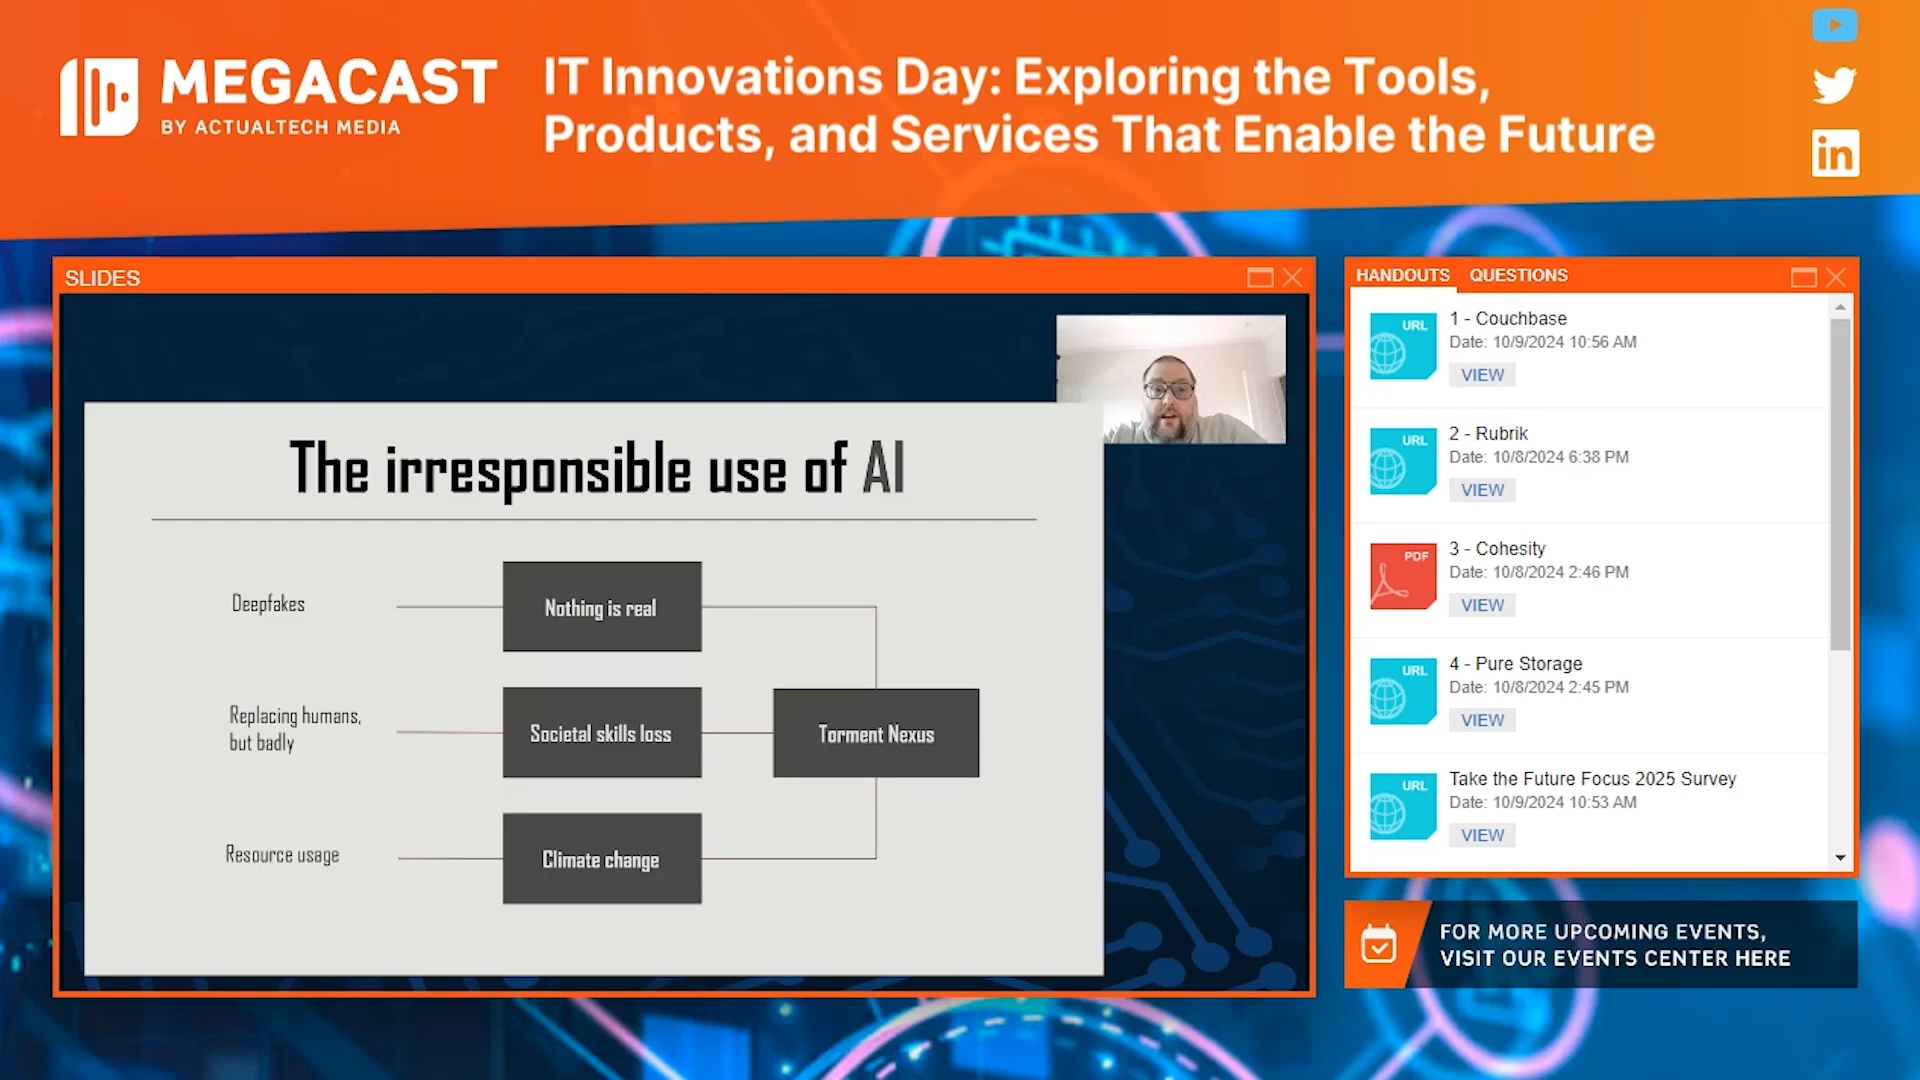 MEGACAST
BY ACTUALTECH MEDIA
IT Innovations Day: Exploring the Tools,
Products, and Services That Enable the Future
in
SLIDES
The irresponsible use of AI
Deepfakes
Nothing is real
Replacing humans,
but badly
Societal skills loss
Torment Nexus
Resource usage
Climate change
HANDOUTS
QUESTIONS
URL
1 - Couchbase
Date: 10/9/2024 10:56 AM
VIEW
URL
2 - Rubrik
Date: 10/8/2024 6:38 PM
VIEW
PDF
3 - Cohesity
Date: 10/8/2024 2:46 PM
VIEW
URL
4 - Pure Storage
Date: 10/8/2024 2:45 PM
VIEW
URL
Take the Future Focus 2025 Survey
Date: 10/9/2024 10:53 AM
VIEW
FOR MORE UPCOMING EVENTS,
VISIT OUR EVENTS CENTER HERE